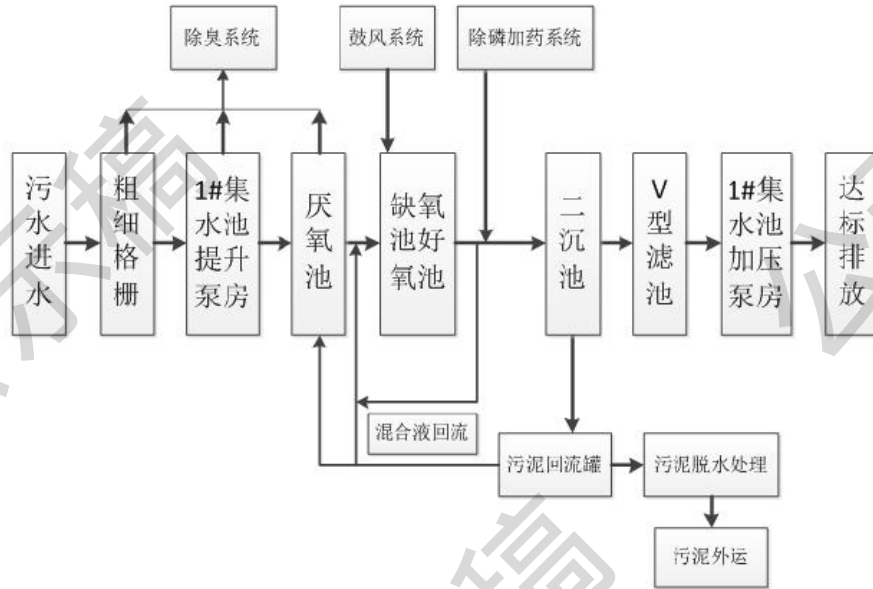 除臭系统
鼓风系统
除磷加药系统
污水进水
粗细格栅
1#集
水池
提升
泵房
厌氧池
缺氧
池好
氧池
二沉池
V型滤池
1#集
水池
加压
泵房
达标排放
混合液回流
污泥回流罐
污泥脱水处理
污泥外运
示稿
稿
公